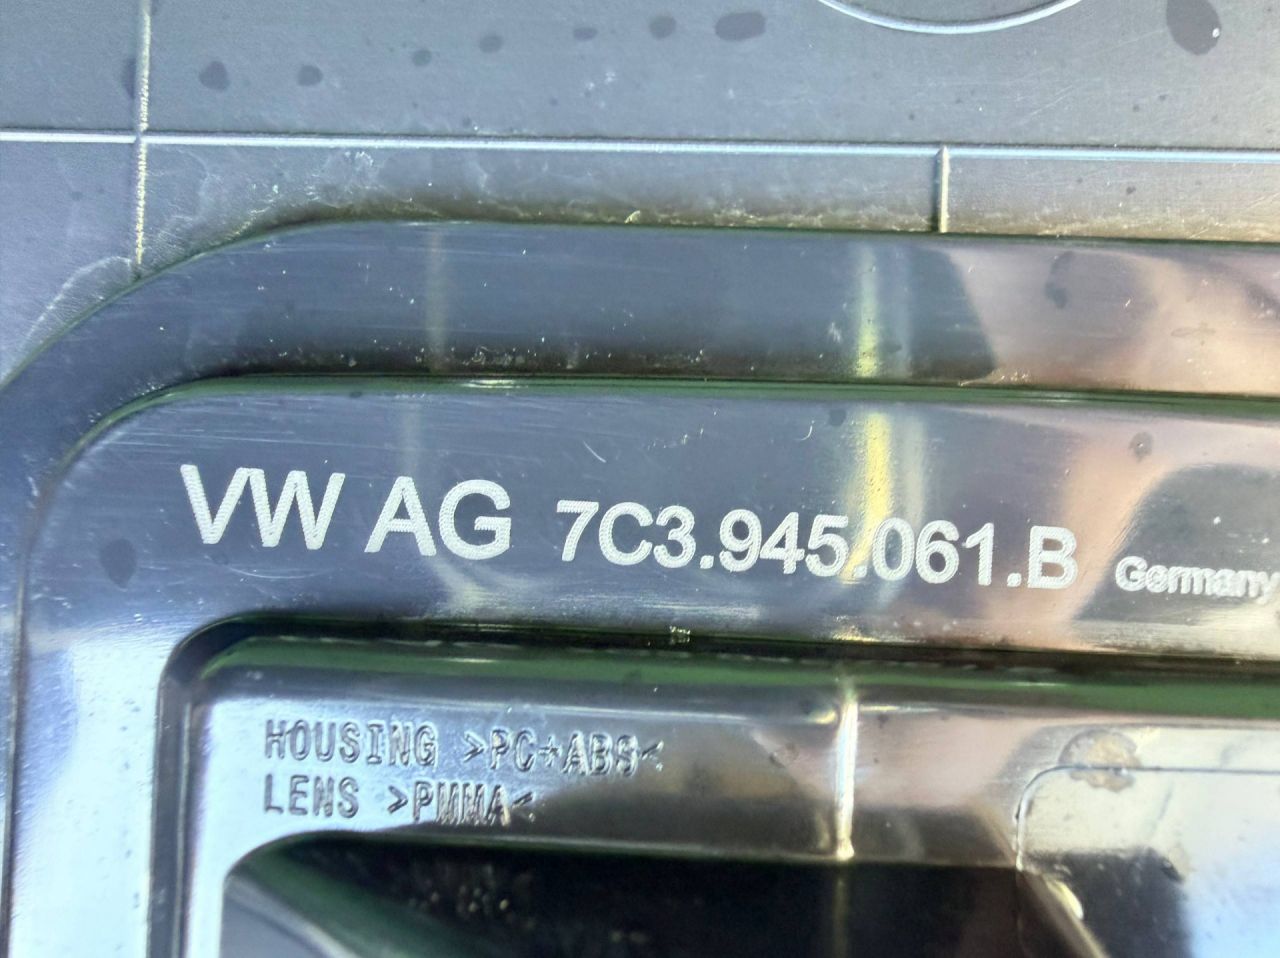 VW AG 7C3.945.061.B Germany
HOUSING >PC+ABS<
LENS >PMMA<